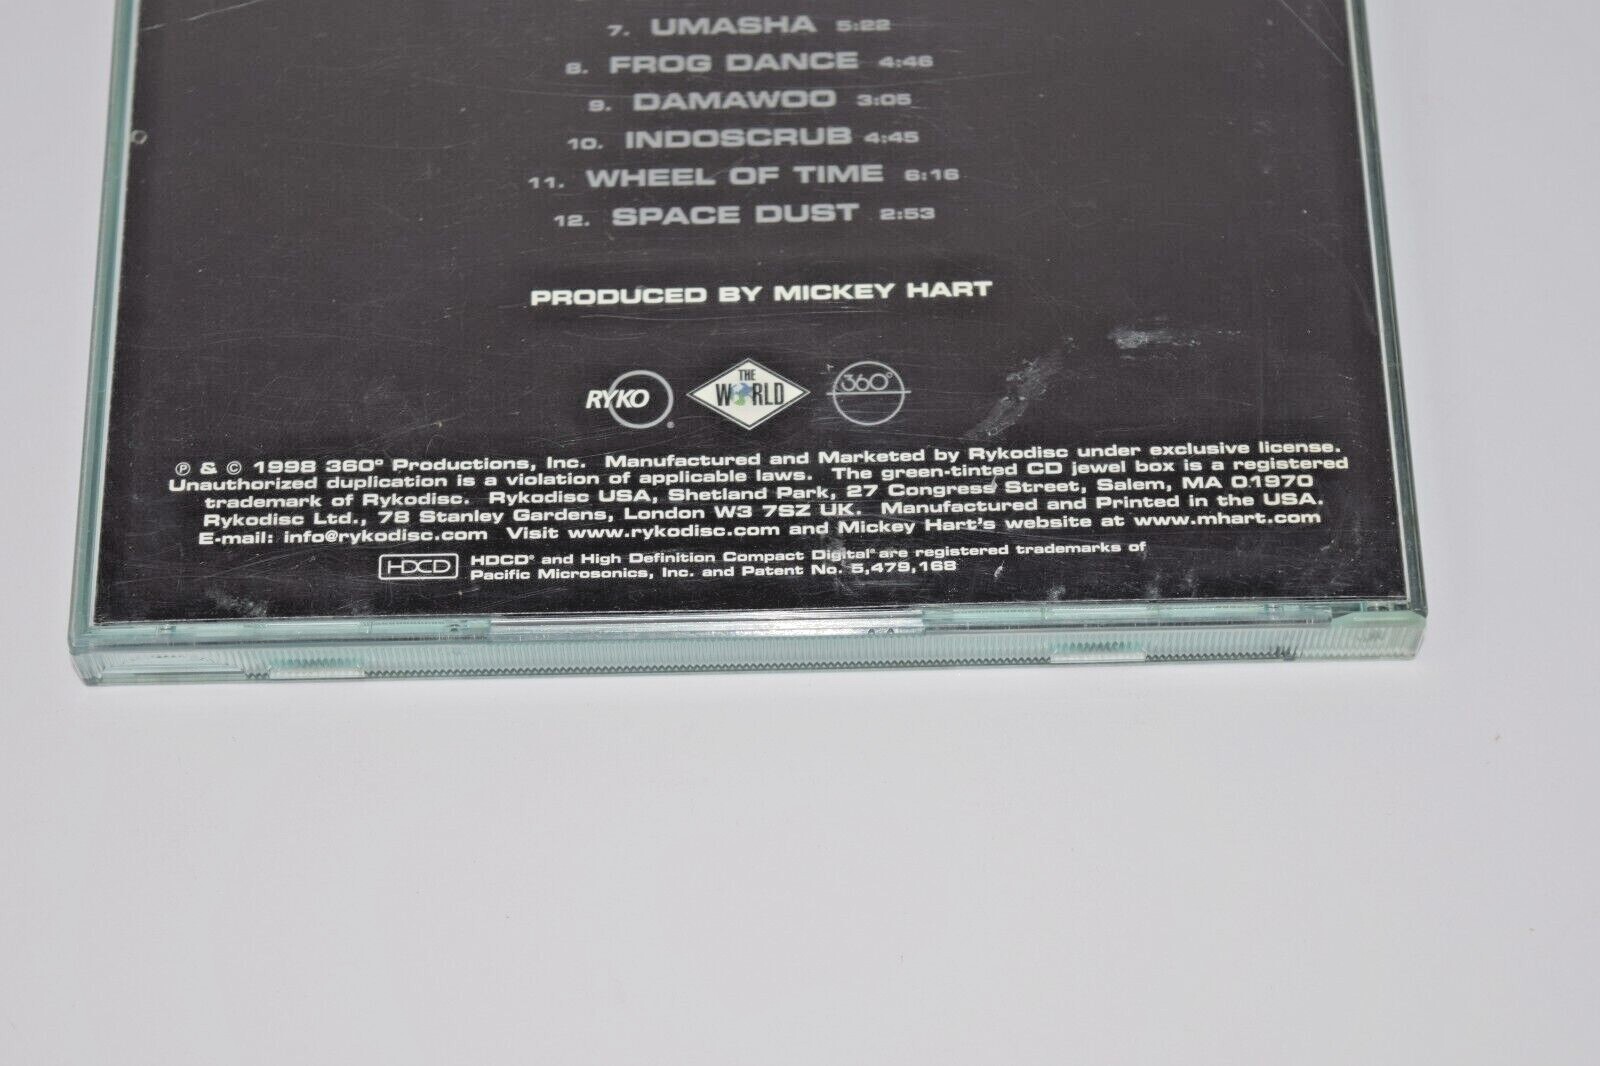 7. UMASHA 5:22
8. FROG DANCE 4:46
9. DAMAWOO 3:05
10. INDOSCRUB 4:45
11. WHEEL OF TIME 6:16
12. SPACE DUST 2:53
PRODUCED BY MICKEY HART
RYKO ®
THE
WORLD
360°
℗ & © 1998 360° Productions, Inc. Manufactured and Marketed by Rykodisc under exclusive license.
Unauthorized duplication is a violation of applicable laws. The green-tinted CD jewel box is a registered
trademark of Rykodisc. Rykodisc USA, Shetland Park, 27 Congress Street, Salem, MA 01970
Rykodisc Ltd., 78 Stanley Gardens, London W3 7SZ UK. Manufactured and Printed in the USA.
E-mail: info@rykodisc.com Visit www.rykodisc.com and Mickey Hart's website at www.mhart.com
HDCD
HDCD® and High Definition Compact Digital® are registered trademarks of
Pacific Microsonics, Inc. and Patent No. 5,479,168